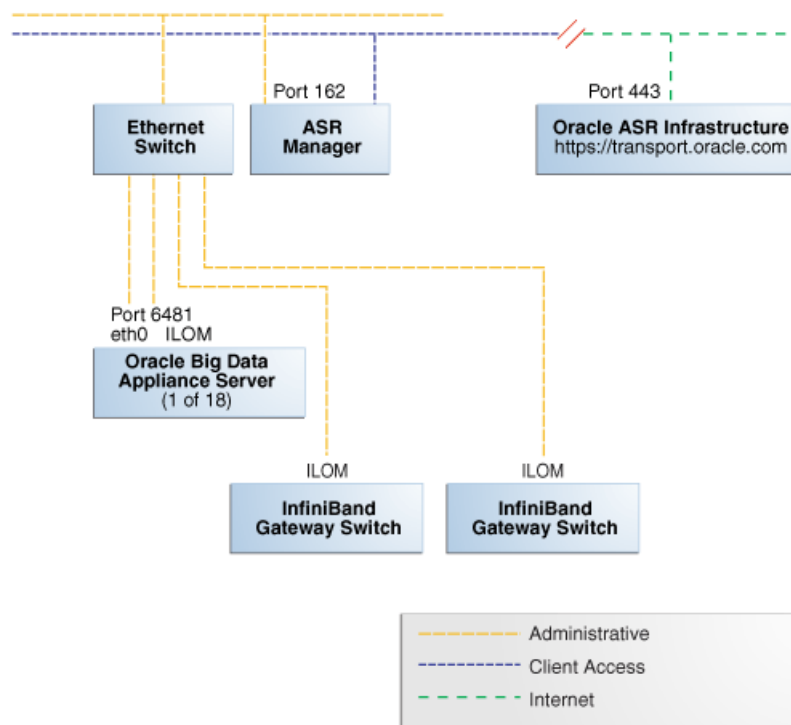 Port 162
Port 443
Ethernet
Switch
ASR
Manager
Oracle ASR Infrastructure
https://transport.oracle.com
Port 6481
eth0 ILOM
Oracle Big Data
Appliance Server
(1 of 18)
ILOM
ILOM
InfiniBand
Gateway Switch
InfiniBand
Gateway Switch
Administrative
Client Access
Internet